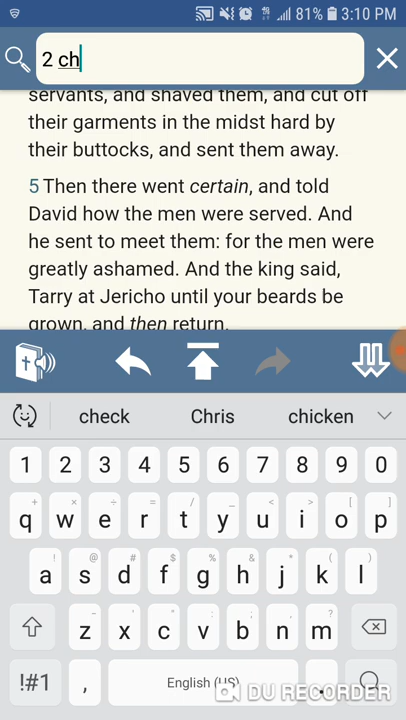 81% 3:10 PM
2 ch
servants, and shaved them, and cut off
their garments in the midst hard by
their buttocks, and sent them away.
5 Then there went certain, and told
David how the men were served. And
he sent to meet them: for the men were
greatly ashamed. And the king said,
Tarry at Jericho until your beards be
grown, and then return.
check Chris chicken
1 2 3 4 5 6 7 8 9 0
+ × ÷ = / _ < > [ ]
q w e r t y u i o p
! @ # $ % & * ( )
a s d f g h j k l
- ' " : ; , ?
z x c v b n m
!#1 , English (US) .
DU RECORDER